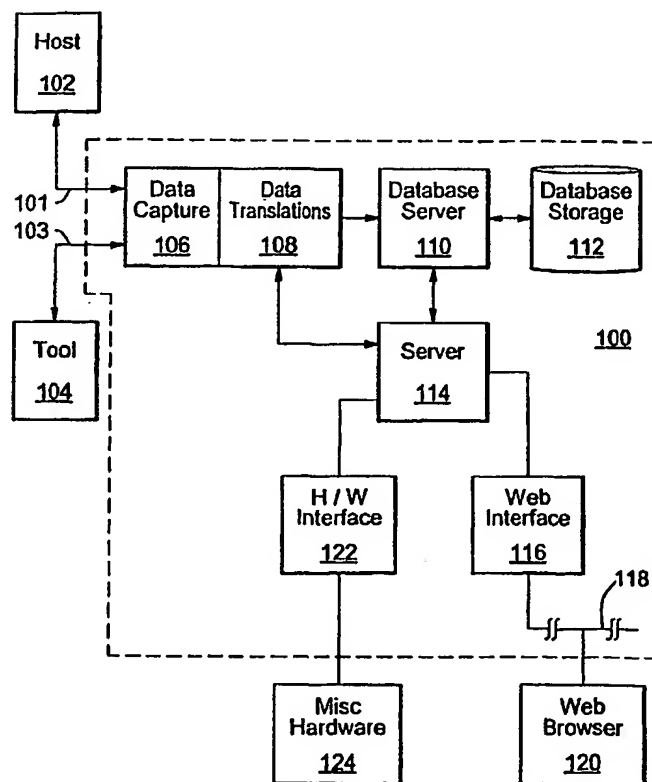 Host
102
101
103
Data
Capture
106
Data
Translations
108
Database
Server
110
Database
Storage
112
Tool
104
Server
114
100
H / W
Interface
122
Web
Interface
116
118
Misc
Hardware
124
Web
Browser
120